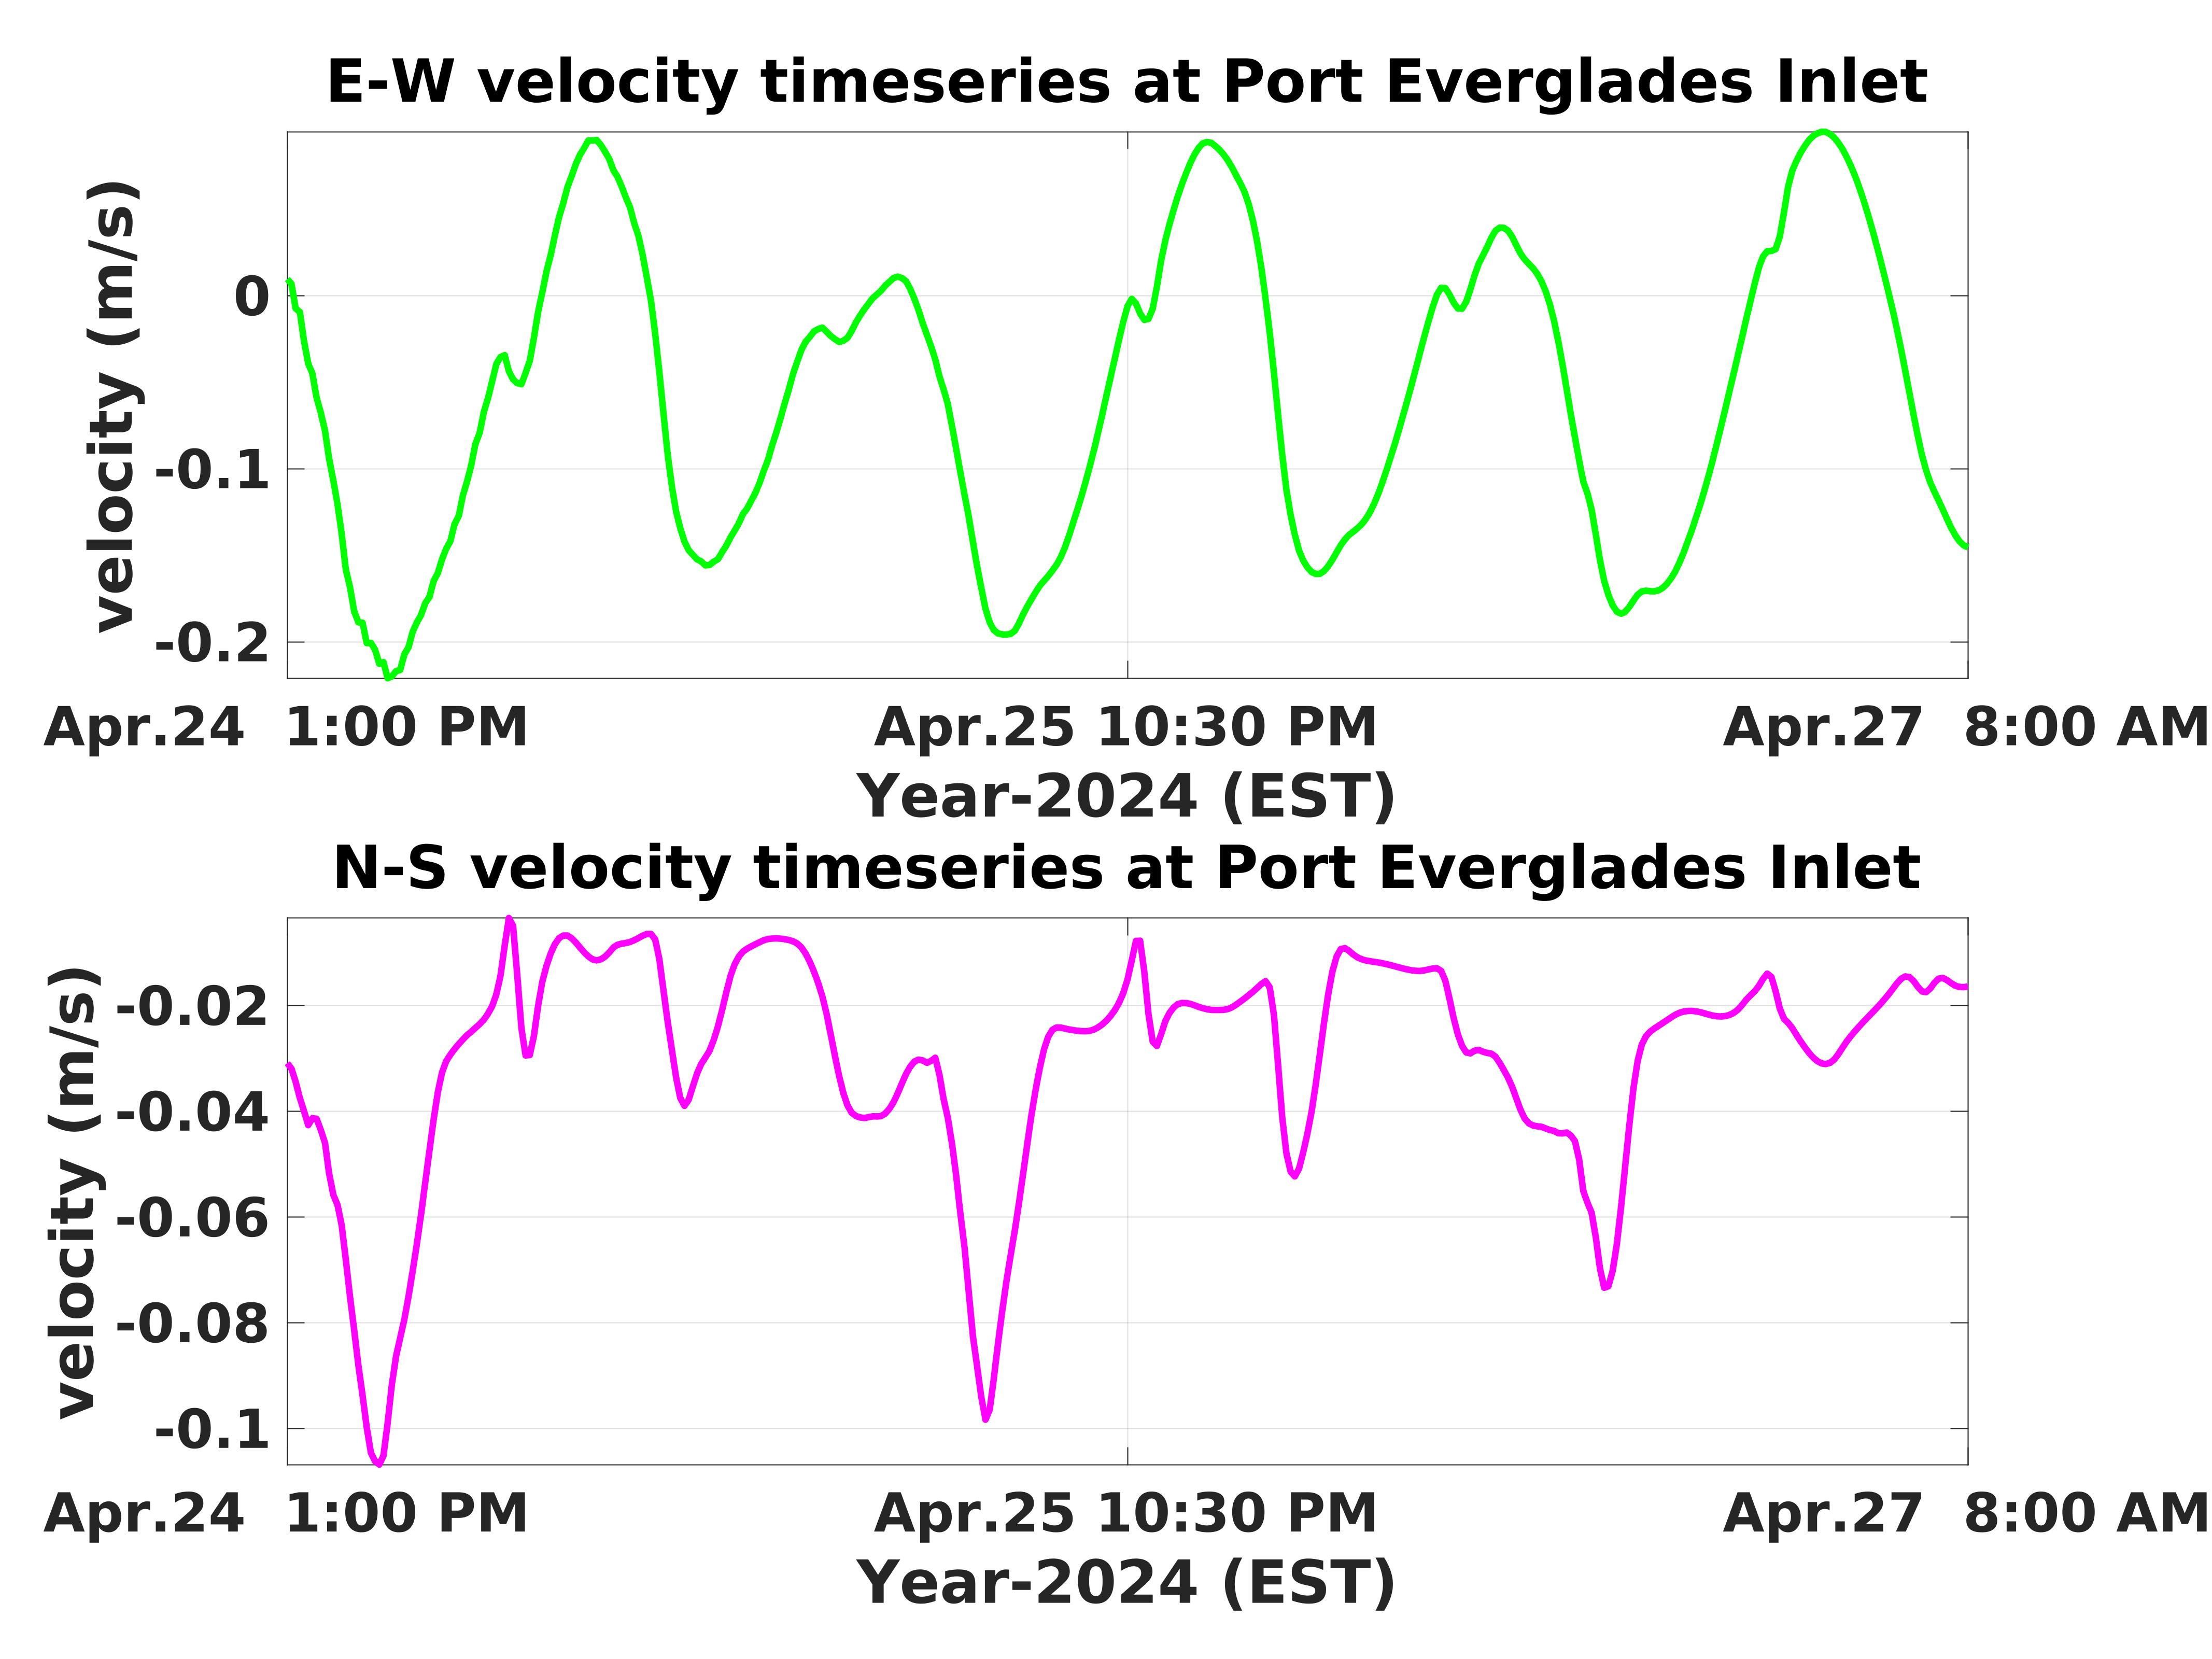 E-W velocity timeseries at Port Everglades Inlet
velocity (m/s)
0
-0.1
-0.2
Apr.24  1:00 PM
Apr.25 10:30 PM
Apr.27  8:00 AM
Year-2024 (EST)
N-S velocity timeseries at Port Everglades Inlet
velocity (m/s)
-0.02
-0.04
-0.06
-0.08
-0.1
Apr.24  1:00 PM
Apr.25 10:30 PM
Apr.27  8:00 AM
Year-2024 (EST)